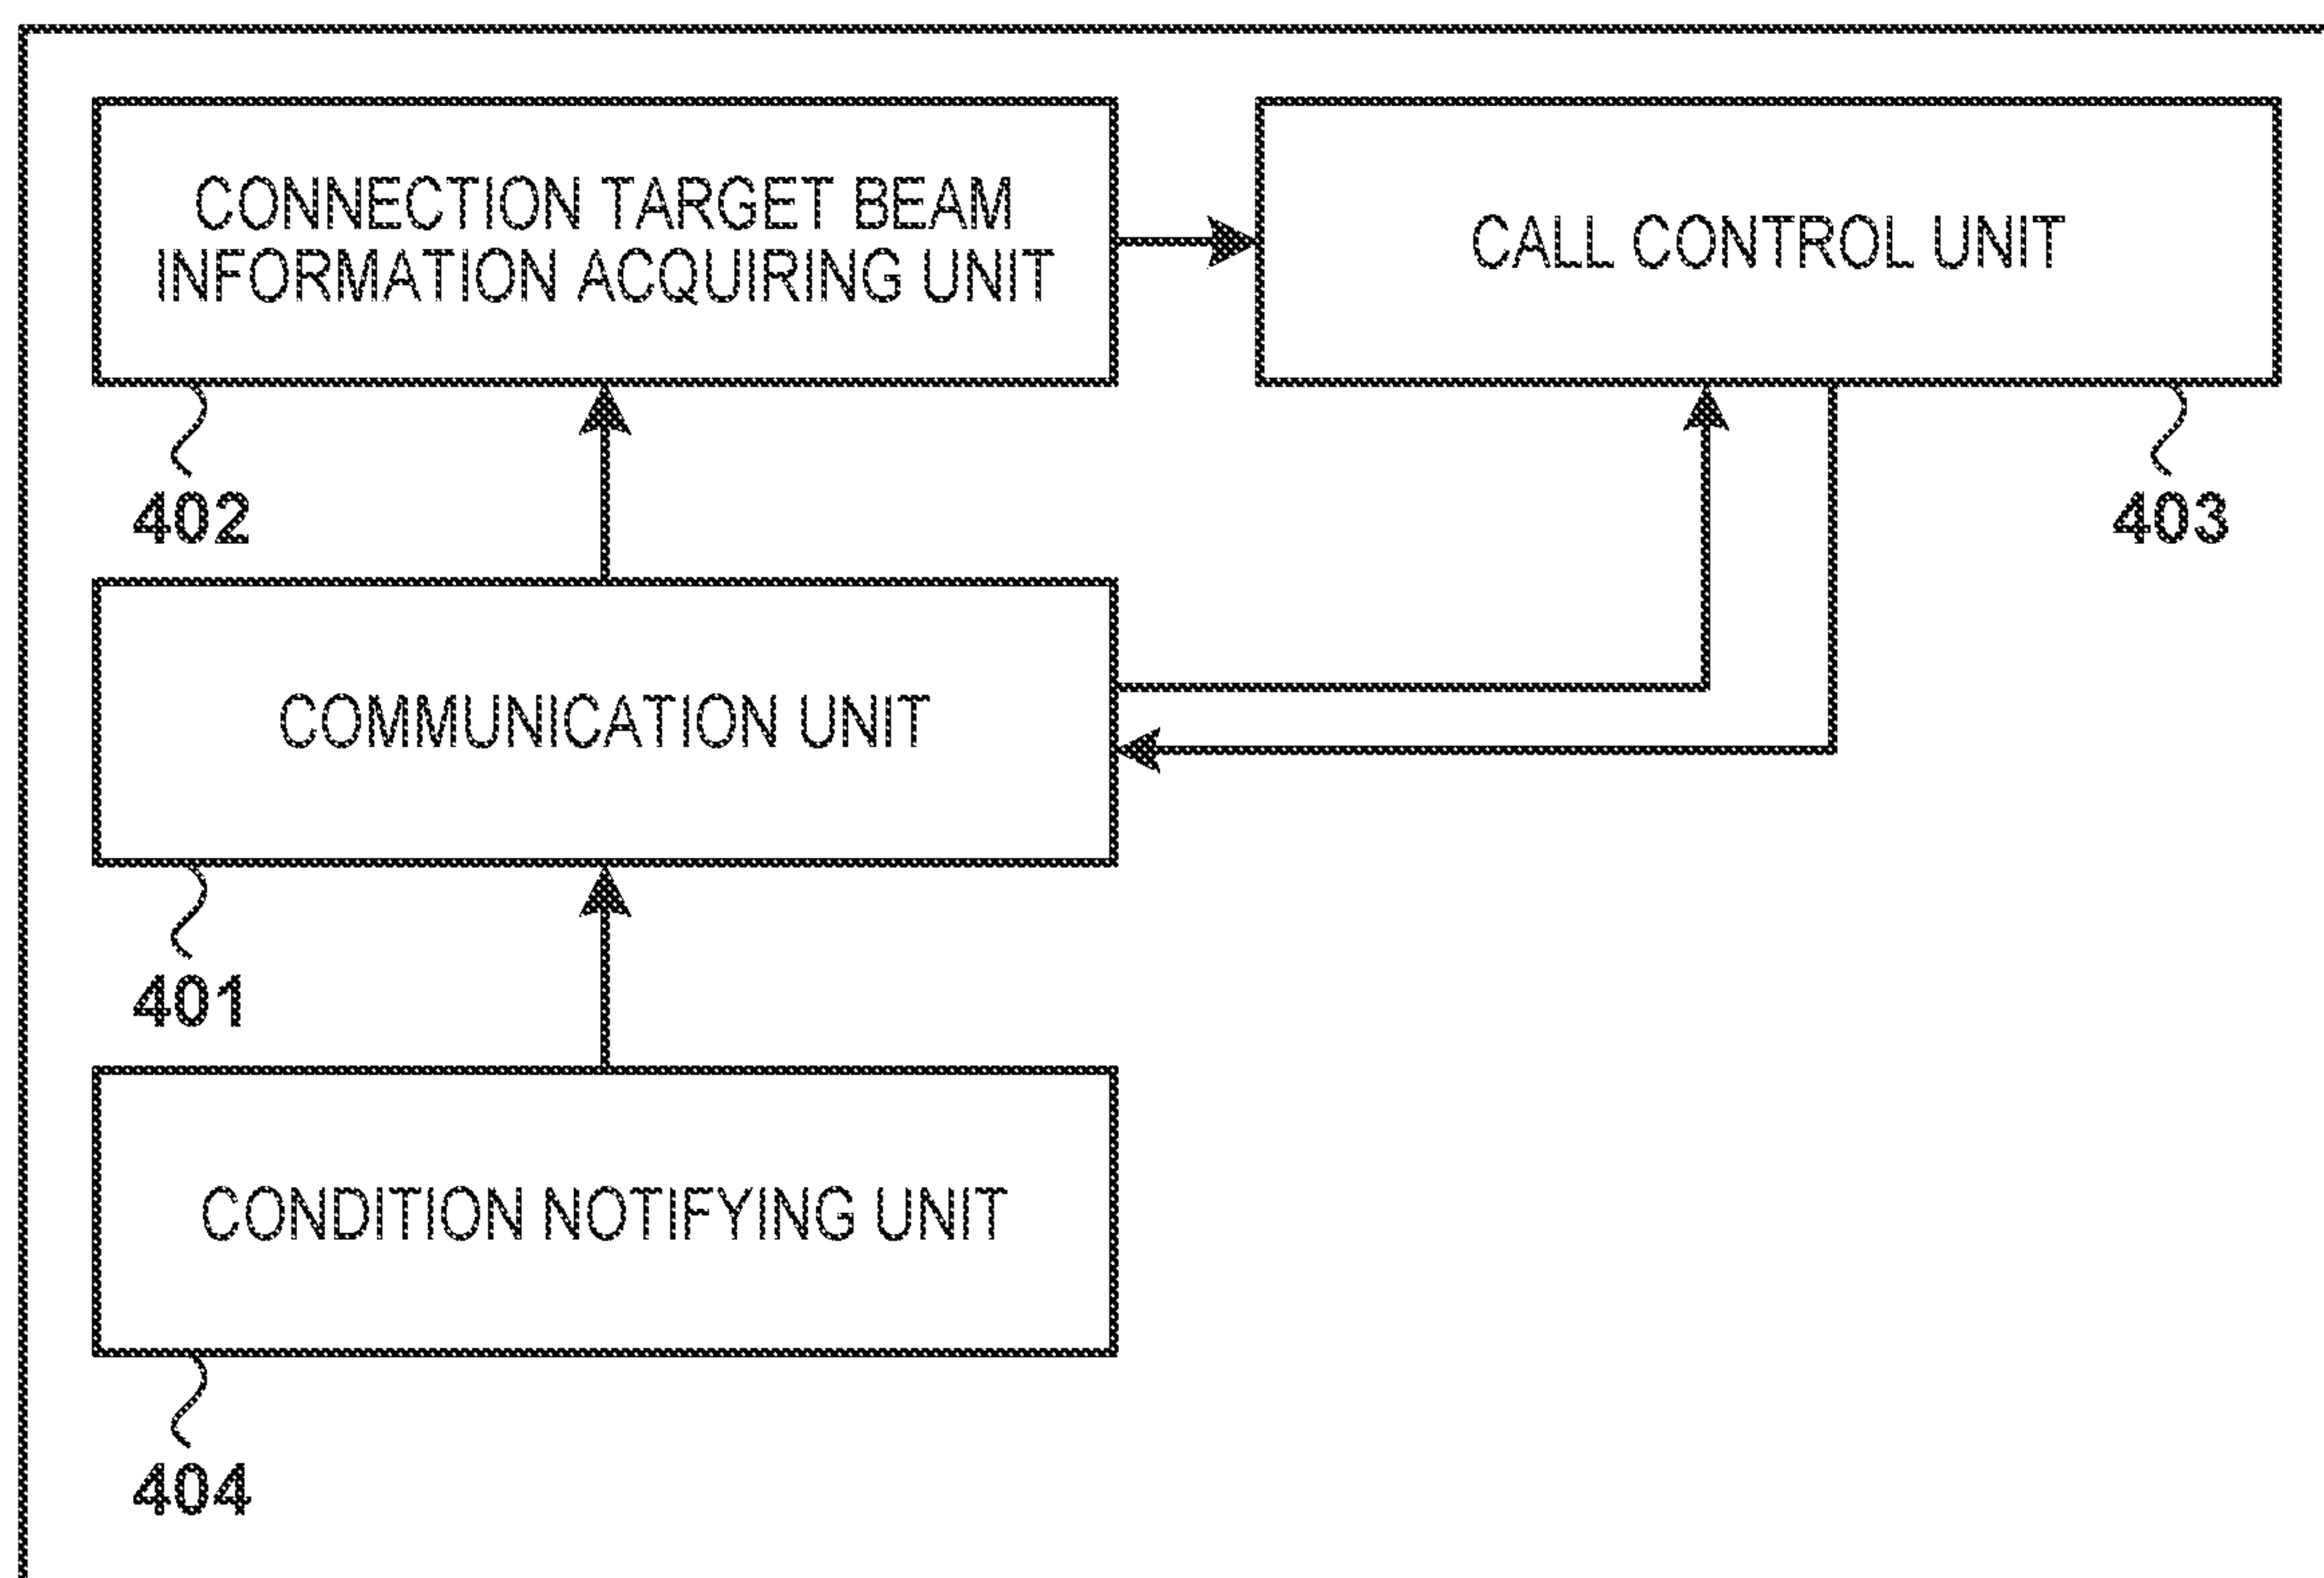 CONNECTION TARGET BEAM
INFORMATION ACQUIRING UNIT
CALL CONTROL UNIT
402
403
COMMUNICATION UNIT
401
CONDITION NOTIFYING UNIT
404